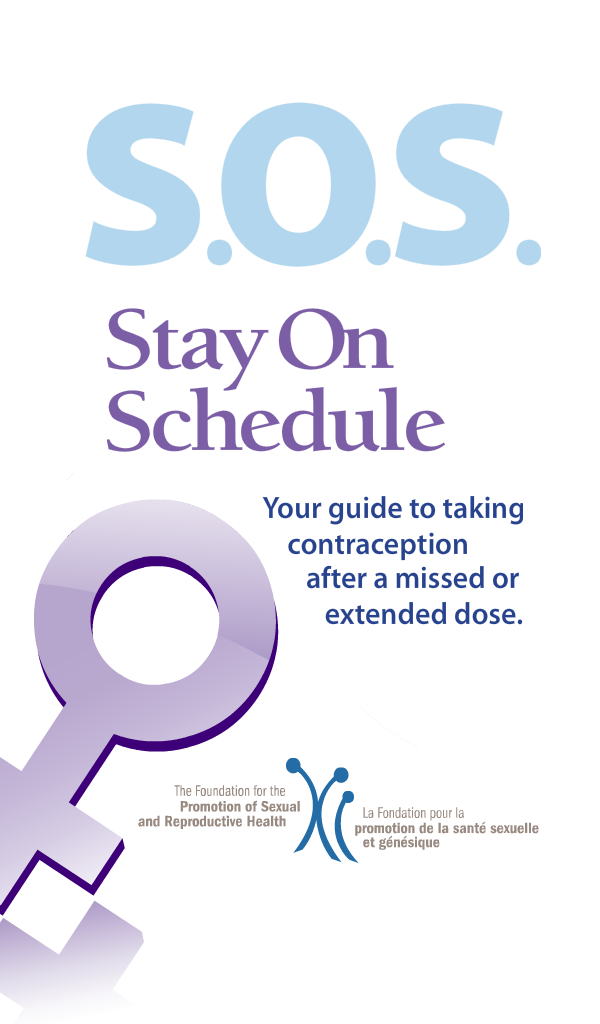 S.O.S.
Stay On
Schedule
Your guide to taking
contraception
after a missed or
extended dose.
The Foundation for the
Promotion of Sexual
and Reproductive Health
La Fondation pour la
promotion de la santé sexuelle
et génésique